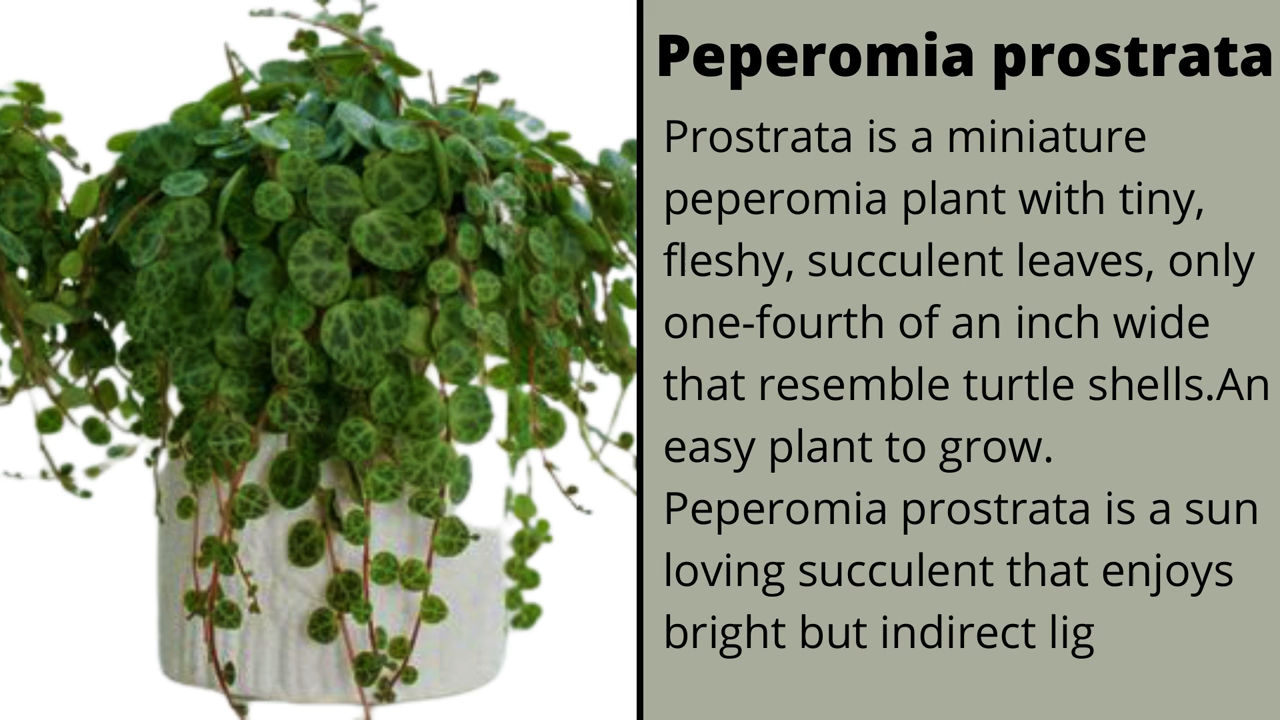 Peperomia prostrata
Prostrata is a miniature
peperomia plant with tiny,
fleshy, succulent leaves, only
one-fourth of an inch wide
that resemble turtle shells.An
easy plant to grow.
Peperomia prostrata is a sun
loving succulent that enjoys
bright but indirect lig